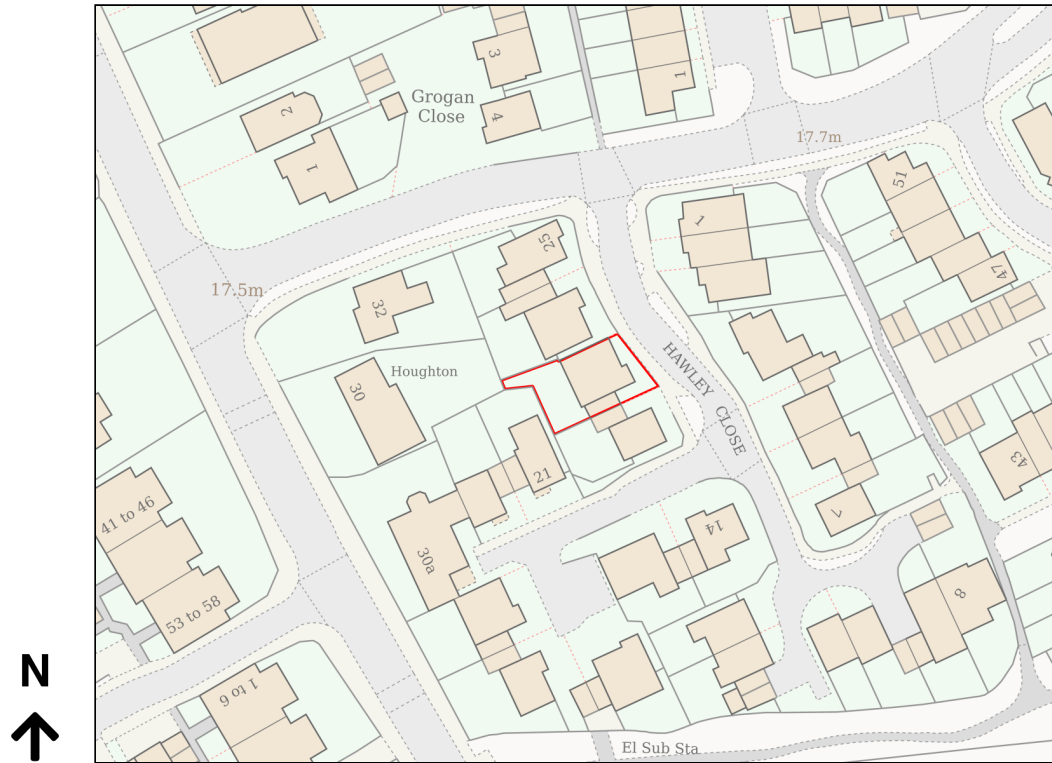 3
1
Grogan
Close
2
4
17.7m
1
51
1
25
47
17.5m
32
HAWLEY CLOSE
Houghton
30
43
21
41 to 46
7
14
30a
8
53 to 58
N
1 to 6
El Sub Sta